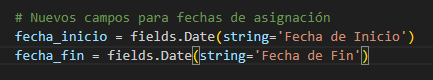 # Nuevos campos para fechas de asignación
fecha_inicio = fields.Date(string='Fecha de Inicio')
fecha_fin = fields.Date(string='Fecha de Fin')